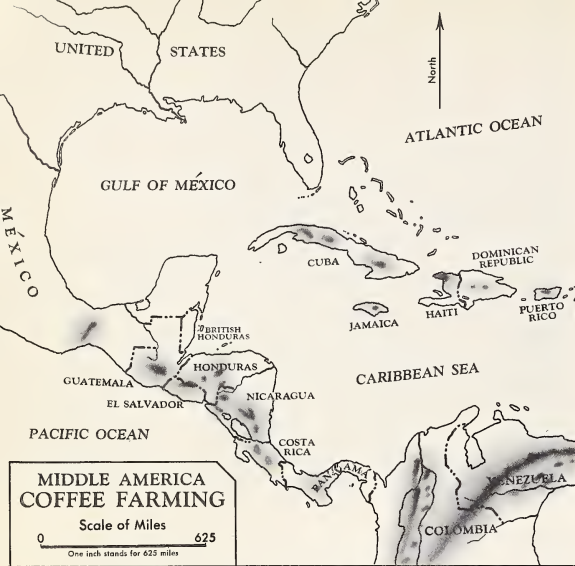 UNITED STATES
North
ATLANTIC OCEAN
GULF OF MÉXICO
MÉXICO
CUBA
DOMINICAN
REPUBLIC
HAITI
PUERTO
RICO
JAMAICA
BRITISH
HONDURAS
GUATEMALA
HONDURAS
EL SALVADOR
NICARAGUA
CARIBBEAN SEA
PACIFIC OCEAN
COSTA
RICA
PANAMA
VENEZUELA
COLOMBIA
MIDDLE AMERICA
COFFEE FARMING
Scale of Miles
0 625
One inch stands for 625 miles